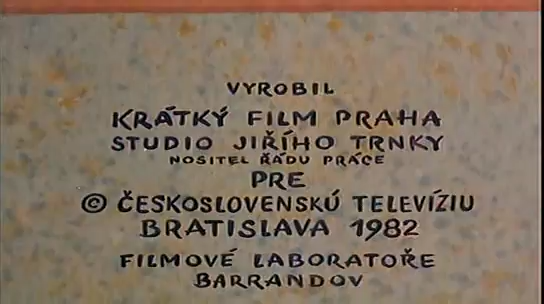 VYROBIL
KRÁTKÝ FILM PRAHA
STUDIO JIŘÍHO TRNKY
NOSITEL ŘÁDU PRÁCE
PRE
© ČESKOSLOVENSKÚ TELEVÍZIU
BRATISLAVA 1982
FILMOVÉ LABORATOŘE
BARRANDOV